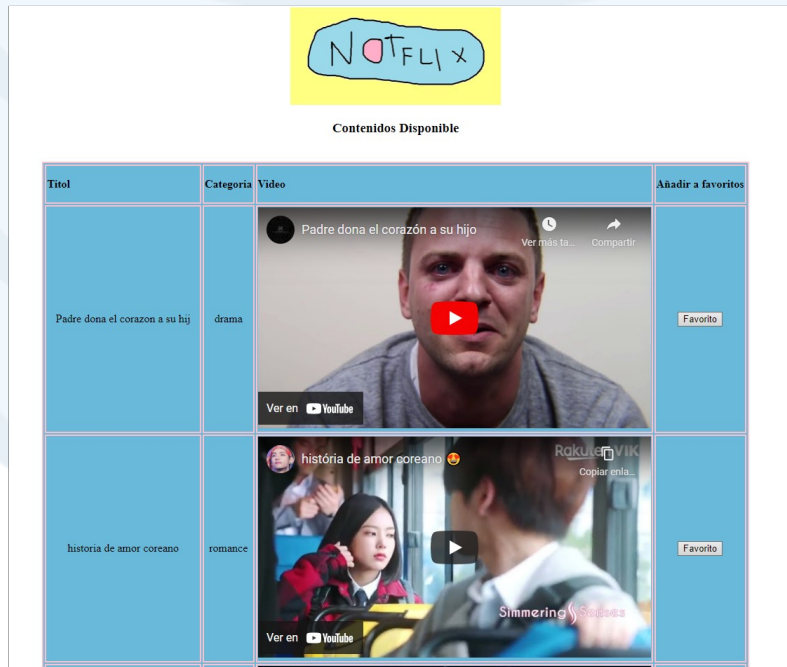 NOTFLIX
Contenidos Disponible
Titol Categoria Video Añadir a favoritos
Padre dona el corazón a su hijo
Ver más ta... Compartir
Padre dona el corazon a su hij drama
Favorito
Ver en YouTube
história de amor coreano 😍
Rakuten VIKI
Copiar enla...
historia de amor coreano romance
Favorito
Simmering
Ver en YouTube